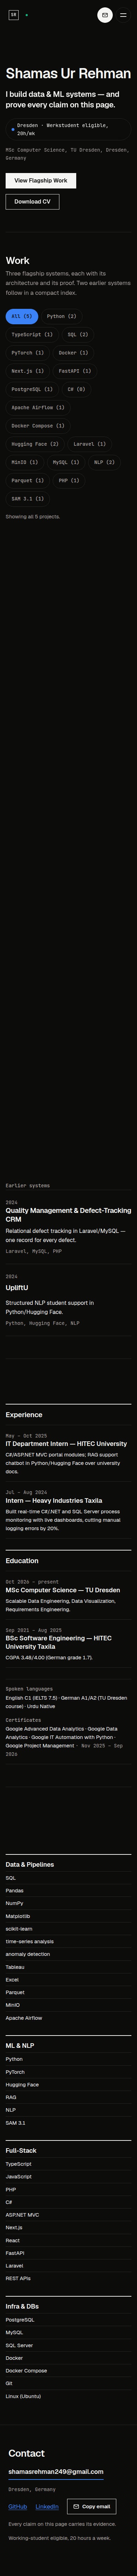 SR
Shamas Ur Rehman
I build data & ML systems — and
prove every claim on this page.
Dresden · Werkstudent eligible,
20h/wk
MSc Computer Science, TU Dresden, Dresden,
Germany
View Flagship Work
Download CV
Work
Three flagship systems, each with its
architecture and its proof. Two earlier systems
follow in a compact index.
All (5)
Python (2)
TypeScript (1)
SQL (2)
PyTorch (1)
Docker (1)
Next.js (1)
FastAPI (1)
PostgreSQL (1)
C# (0)
Apache Airflow (1)
Docker Compose (1)
Hugging Face (2)
Laravel (1)
MinIO (1)
MySQL (1)
NLP (2)
Parquet (1)
PHP (1)
SAM 3.1 (1)
Showing all 5 projects.
Earlier systems
2024
Quality Management & Defect-Tracking
CRM
Relational defect tracking in Laravel/MySQL —
one record for every defect.
Laravel, MySQL, PHP
2024
UpliftU
Structured NLP student support in
Python/Hugging Face.
Python, Hugging Face, NLP
Experience
May – Oct 2025
IT Department Intern — HITEC University
C#/ASP.NET MVC portal modules; RAG support
chatbot in Python/Hugging Face over university
docs.
Jul – Aug 2024
Intern — Heavy Industries Taxila
Built real-time C#/.NET and SQL Server process
monitoring with live dashboards, cutting manual
logging errors by 20%.
Education
Oct 2026 – present
MSc Computer Science — TU Dresden
Scalable Data Engineering, Data Visualization,
Requirements Engineering.
Sep 2021 – Aug 2025
BSc Software Engineering — HITEC
University Taxila
CGPA 3.48/4.00 (German grade 1.7).
Spoken languages
English C1 (IELTS 7.5) · German A1/A2 (TU Dresden
course) · Urdu Native
Certificates
Google Advanced Data Analytics · Google Data
Analytics · Google IT Automation with Python ·
Google Project Management · Nov 2025 – Sep
2026
Data & Pipelines
SQL
Pandas
NumPy
Matplotlib
scikit-learn
time-series analysis
anomaly detection
Tableau
Excel
Parquet
MinIO
Apache Airflow
ML & NLP
Python
PyTorch
Hugging Face
RAG
NLP
SAM 3.1
Full-Stack
TypeScript
JavaScript
PHP
C#
ASP.NET MVC
Next.js
React
FastAPI
Laravel
REST APIs
Infra & DBs
PostgreSQL
MySQL
SQL Server
Docker
Docker Compose
Git
Linux (Ubuntu)
Contact
shamasrehman249@gmail.com
Dresden, Germany
GitHub
LinkedIn
Copy email
Every claim on this page carries its evidence.
Working-student eligible, 20 hours a week.